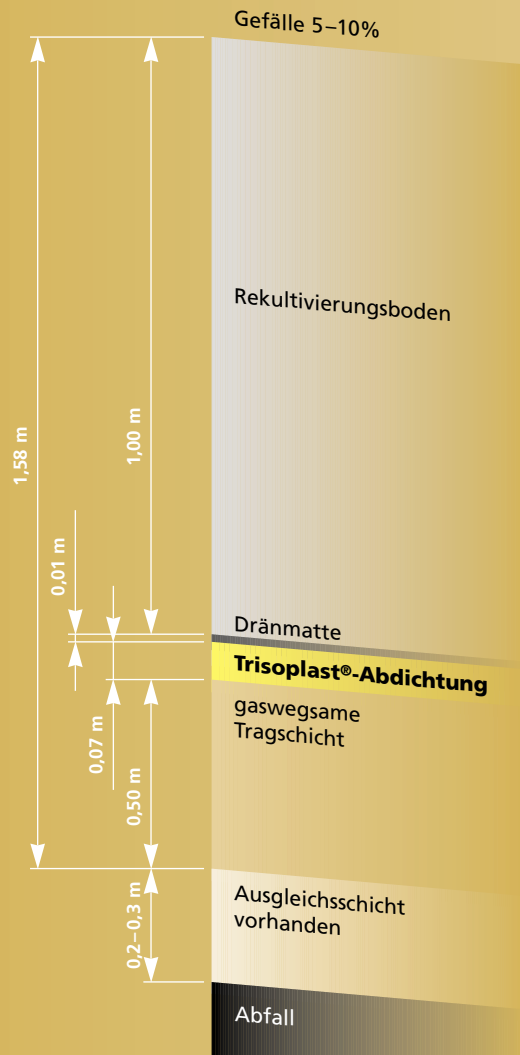 Gefälle 5–10%
Rekultivierungsboden
1,58 m
1,00 m
0,01 m
Dränmatte
Trisoplast®-Abdichtung
gaswegsame
Tragschicht
0,07 m
0,50 m
Ausgleichsschicht
vorhanden
0,2–0,3 m
Abfall